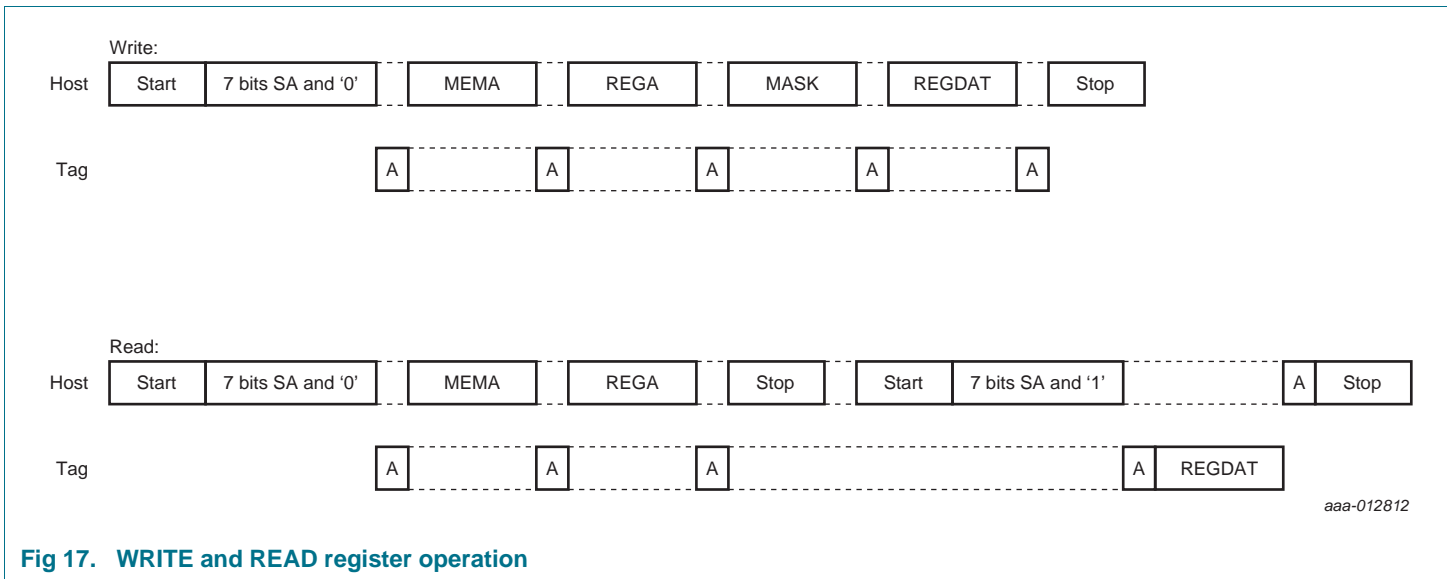 Write:
Host Start 7 bits SA and ‘0’ MEMA REGA MASK REGDAT Stop
Tag A A A A A
Read:
Host Start 7 bits SA and ‘0’ MEMA REGA Stop Start 7 bits SA and ‘1’ A Stop
Tag A A A A REGDAT
aaa-012812
Fig 17. WRITE and READ register operation